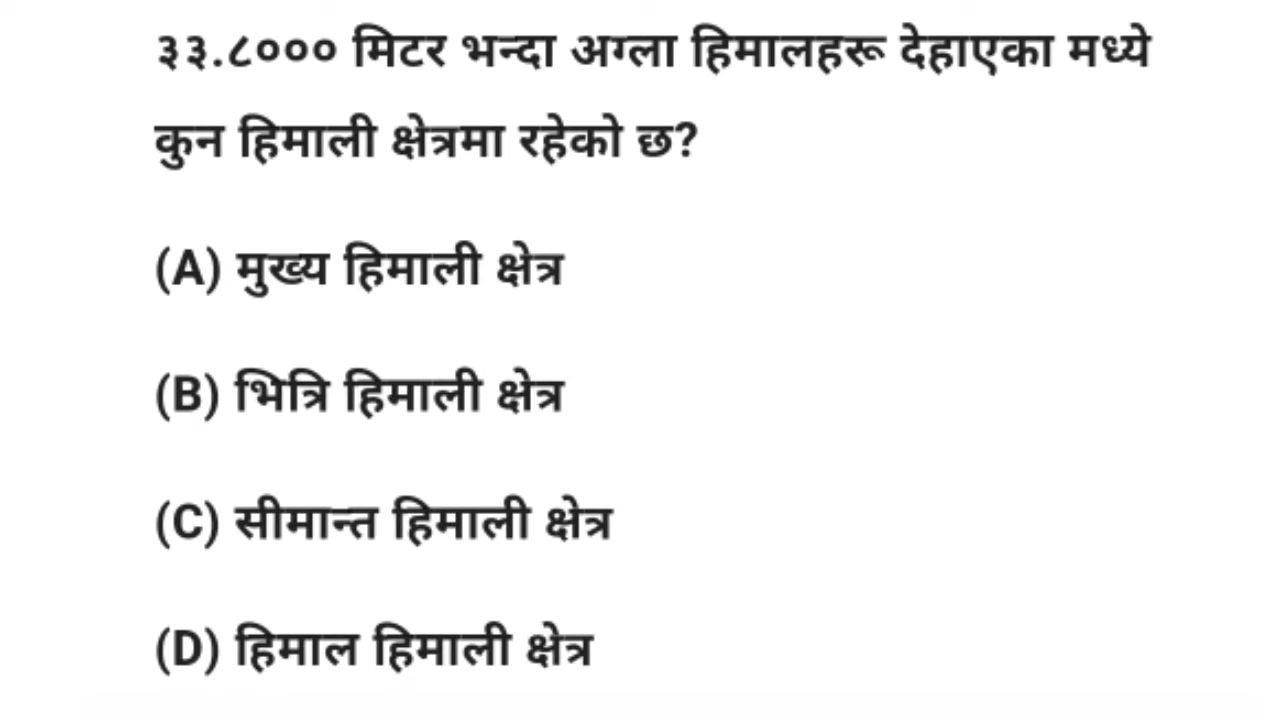 ३३.८००० मिटर भन्दा अग्ला हिमालहरू देहाएका मध्ये
कुन हिमाली क्षेत्रमा रहेको छ?
(A) मुख्य हिमाली क्षेत्र
(B) भित्रि हिमाली क्षेत्र
(C) सीमान्त हिमाली क्षेत्र
(D) हिमाल हिमाली क्षेत्र